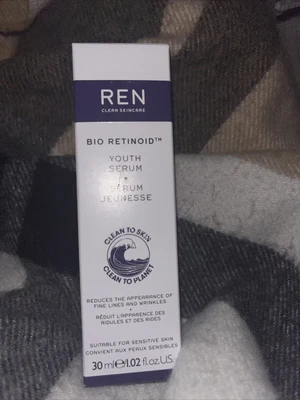 REN
CLEAN SKINCARE
BIO RETINOID™
YOUTH
SERUM
•
SÉRUM
JEUNESSE
CLEAN TO SKIN
CLEAN TO PLANET
REDUCES THE APPEARANCE OF
FINE LINES AND WRINKLES
•
RÉDUIT L'APPARENCE DES
RIDULES ET DES RIDES
SUITABLE FOR SENSITIVE SKIN
CONVIENT AUX PEAUX SENSIBLES
30 ml ℮ 1.02 fl.oz.US.